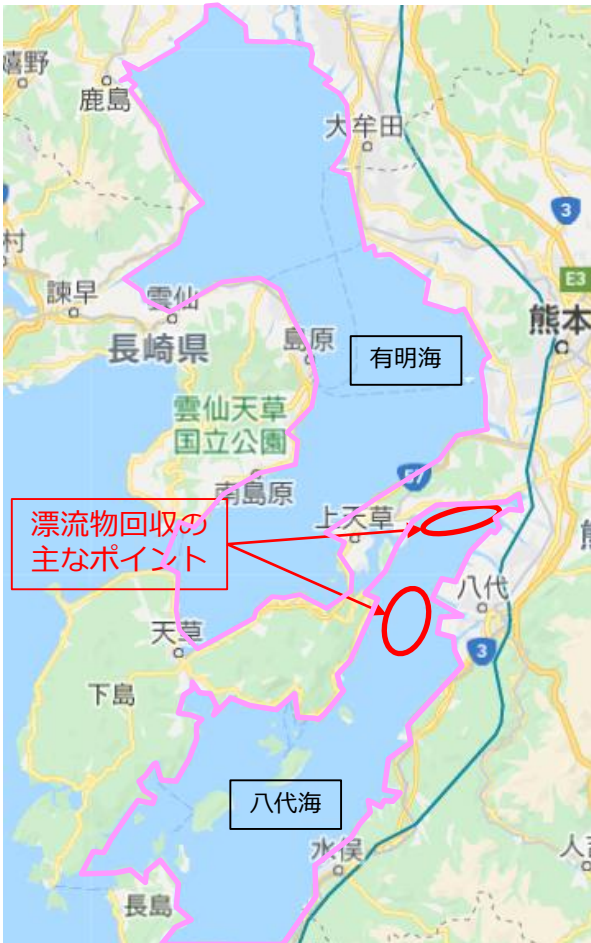 嬉野
鹿島
大牟田
3
村
諫早
雲仙
E3
熊本
長崎県
島原
有明海
雲仙天草
国立公園
南島原
漂流物回収の
主なポイント
上天草
八代
天草
3
下島
八代海
水俣
人吉
長島